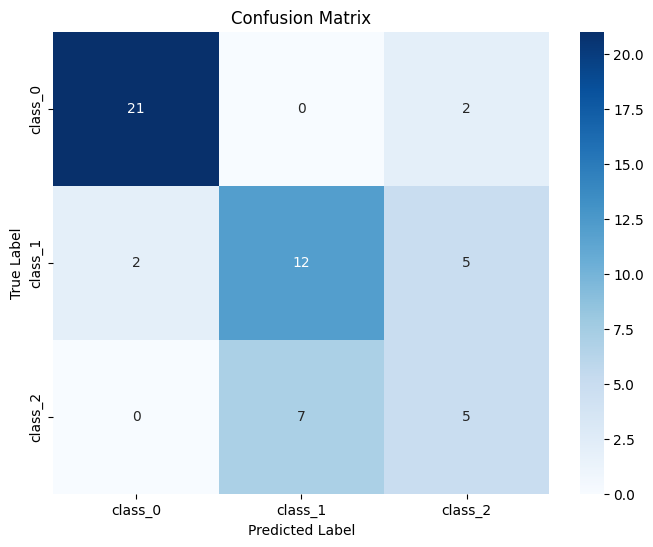 Confusion Matrix
True Label
class_0
21
0
2
class_1
2
12
5
class_2
0
7
5
class_0
class_1
class_2
Predicted Label
20.0
17.5
15.0
12.5
10.0
7.5
5.0
2.5
0.0